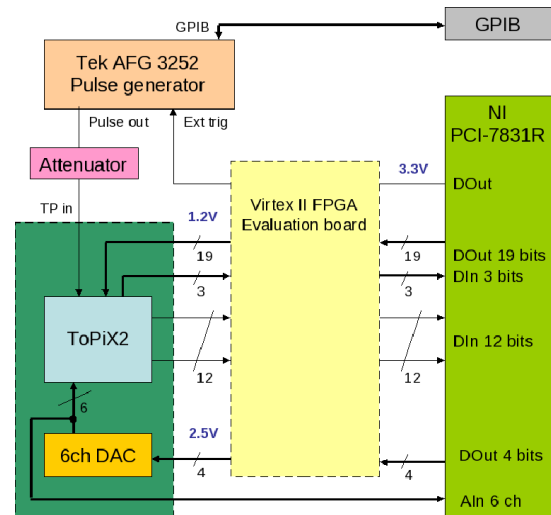 GPIB
GPIB
Tek AFG 3252
Pulse generator
Pulse out
Ext trig
NI
PCI-7831R
Attenuator
3.3V
DOut
Virtex II FPGA
Evaluation board
TP in
1.2V
19
19
DOut 19 bits
3
3
DIn 3 bits
ToPiX2
12
12
DIn 12 bits
6
2.5V
6ch DAC
4
4
DOut 4 bits
AIn 6 ch